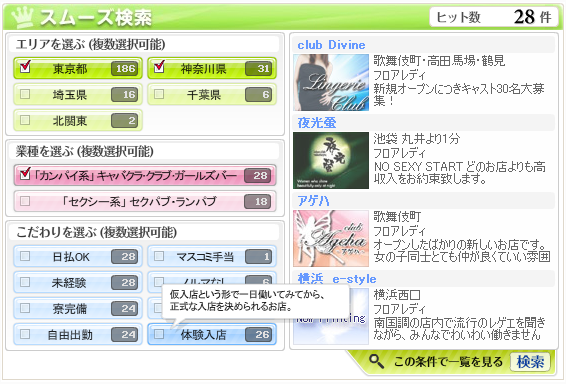 スムーズ検索
ヒット数 28 件
エリアを選ぶ (複数選択可能)
東京都 186
神奈川県 31
埼玉県 16
千葉県 6
北関東 2
業種を選ぶ (複数選択可能)
「カンパイ系」 キャバクラ・クラブ・ガールズバー 28
「セクシー系」 セクパブ・ランパブ 18
こだわりを選ぶ (複数選択可能)
日払OK 28
マスコミ手当 1
未経験 28
ノルマなし 6
寮完備 24
自由出勤 24
体験入店 26
仮入店という形で一日働いてみてから、
正式な入店を決められるお店。
club Divine
Lingerie
Club
歌舞伎町・高田馬場・鶴見
フロアレディ
新規オープンにつきキャスト30名大募
集！
夜光螢
夜光
池袋 丸井より1分
フロアレディ
NO SEXY START どのお店よりも高
収入をお約束致します。
アゲハ
club
Ageha
歌舞伎町
フロアレディ
オープンしたばかりの新しいお店です。
女の子同士とても仲が良くていい雰囲
横浜 e-style
Now Printing
横浜西口
フロアレディ
南国調の店内で流行のレゲエを聞き
ながら、みんなでわいわい働きません
この条件で一覧を見る 検索